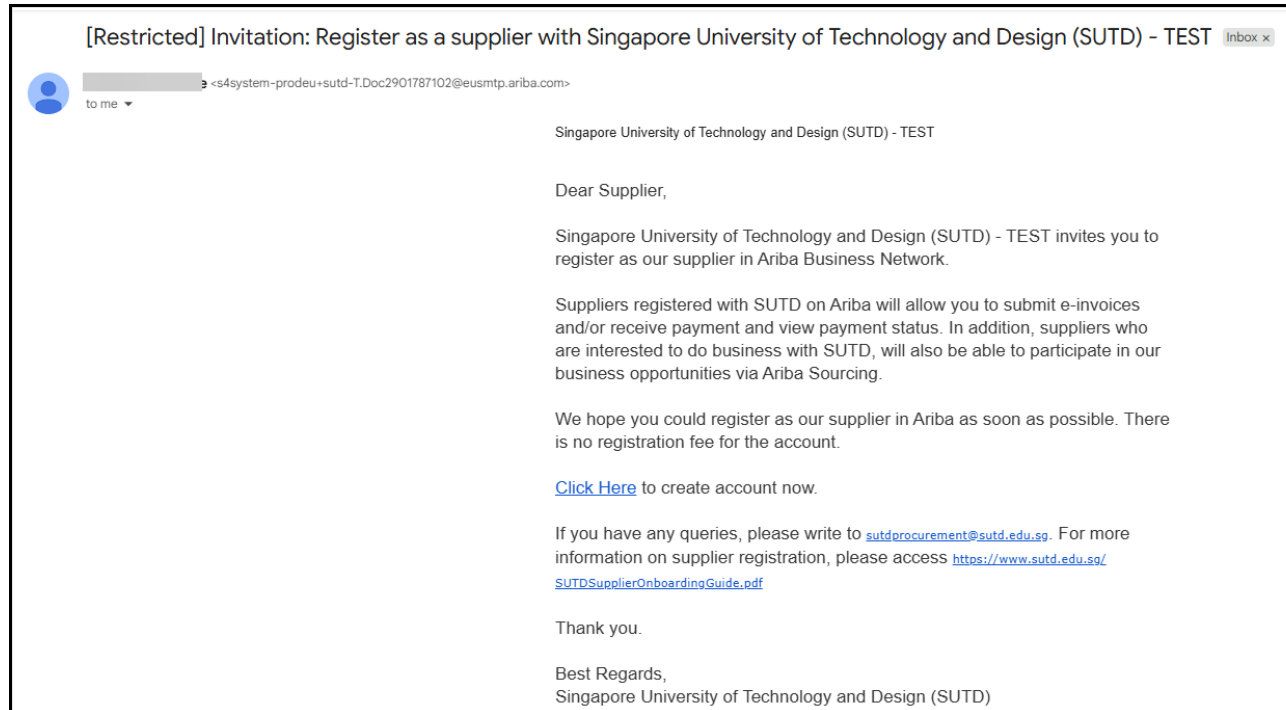 [Restricted] Invitation: Register as a supplier with Singapore University of Technology and Design (SUTD) - TEST Inbox ×
e <s4system-prodeu+sutd-T.Doc2901787102@eusmtp.ariba.com>
to me
Singapore University of Technology and Design (SUTD) - TEST
Dear Supplier,
Singapore University of Technology and Design (SUTD) - TEST invites you to
register as our supplier in Ariba Business Network.
Suppliers registered with SUTD on Ariba will allow you to submit e-invoices
and/or receive payment and view payment status. In addition, suppliers who
are interested to do business with SUTD, will also be able to participate in our
business opportunities via Ariba Sourcing.
We hope you could register as our supplier in Ariba as soon as possible. There
is no registration fee for the account.
Click Here to create account now.
If you have any queries, please write to sutdprocurement@sutd.edu.sg. For more
information on supplier registration, please access https://www.sutd.edu.sg/
SUTDSupplierOnboardingGuide.pdf
Thank you.
Best Regards,
Singapore University of Technology and Design (SUTD)